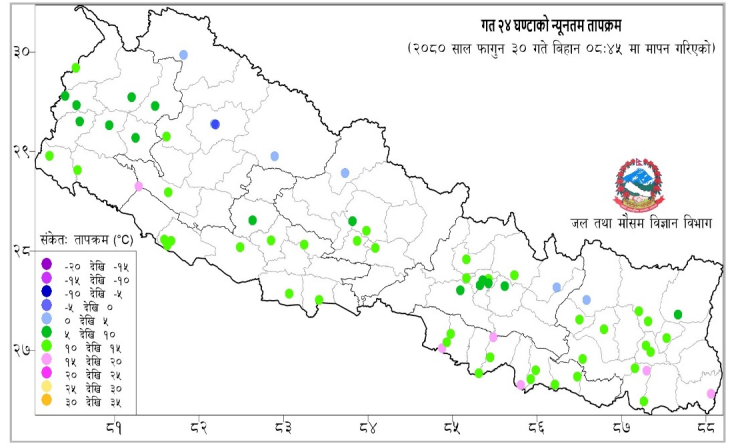 गत २४ घण्टाको न्यूनतम तापक्रम
(२०८० साल फागुन ३० गते बिहान ०८:४५ मा मापन गरिएको)
जल तथा मौसम विज्ञान विभाग
३०
२९
२८
२७
संकेतः तापक्रम (°C)
-२० देखि -१५
-१५ देखि -१०
-१० देखि -५
-५ देखि ०
० देखि ५
५ देखि १०
१० देखि १५
१५ देखि २०
२० देखि २५
२५ देखि ३०
३० देखि ३५
८१ ८२ ८३ ८४ ८५ ८६ ८७ ८८